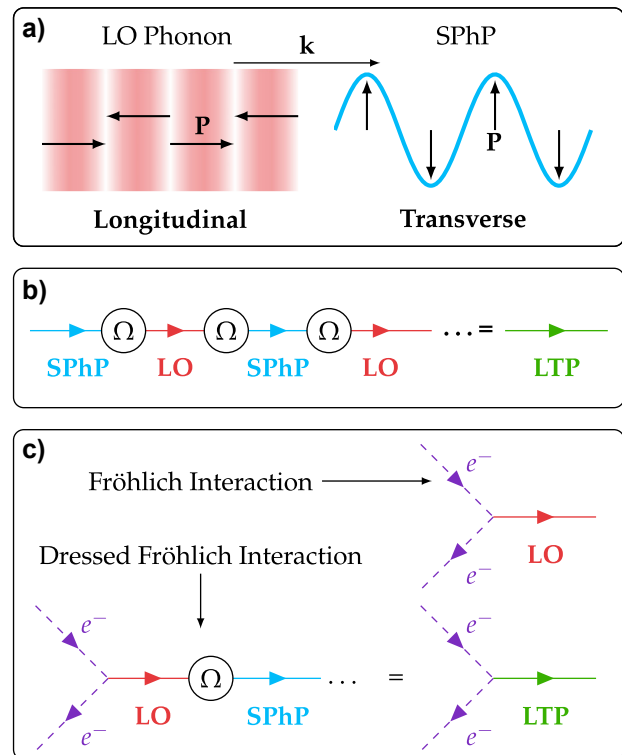 a)
LO Phonon
k
SPhP
P
P
Longitudinal
Transverse
b)
Ω Ω Ω ... =
SPhP LO SPhP LO LTP
c)
e⁻
Fröhlich Interaction
LO
e⁻
Dressed Fröhlich Interaction
e⁻ e⁻
Ω ... =
LO SPhP LTP
e⁻ e⁻